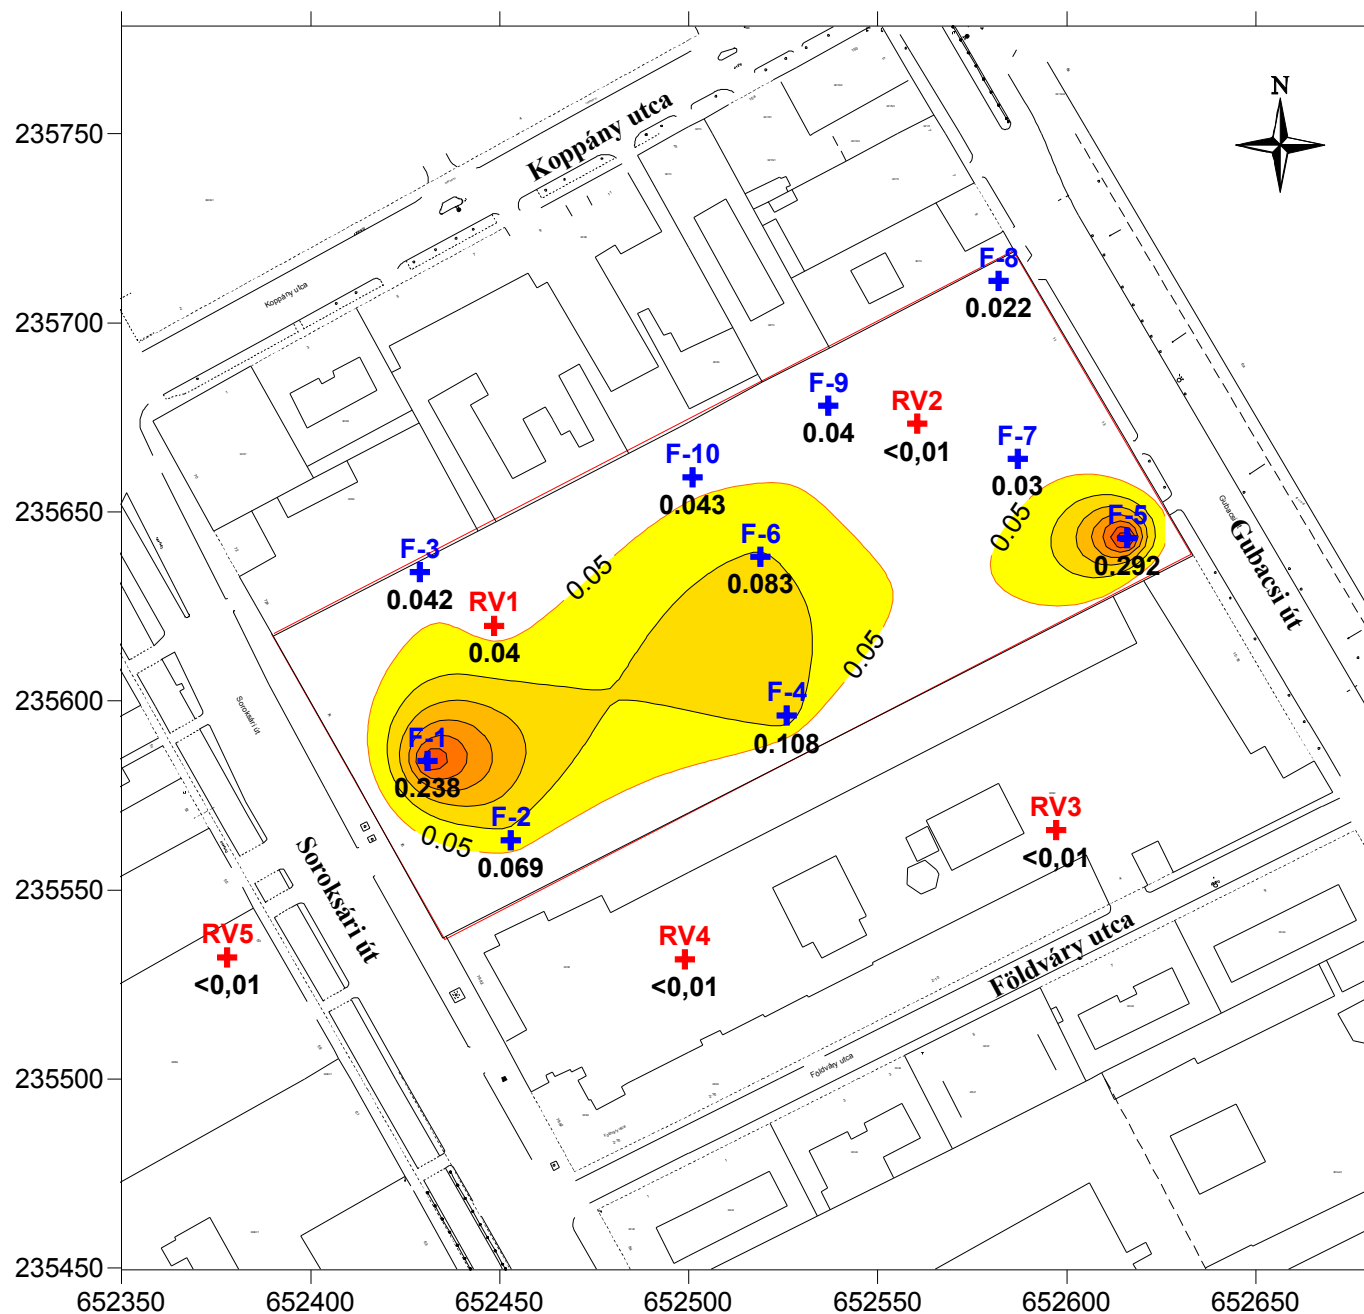 N
Koppány utca
235750
Koppány utca
F-8
0.022
235700
F-9
0.04
RV2
<0,01
F-7
0.03
F-10
0.043
235650
0.05
Gubacsi út
F-5
0.292
F-6
0.083
F-3
0.042
0.05
RV1
0.04
0.05
235600
Soroksári út
F-4
0.108
F-1
0.238
F-2
0.069
0.05
RV3
<0,01
Soroksári út
235550
RV5
<0,01
RV4
<0,01
Földváry utca
Földváry utca
235500
235450
652350
652400
652450
652500
652550
652600
652650